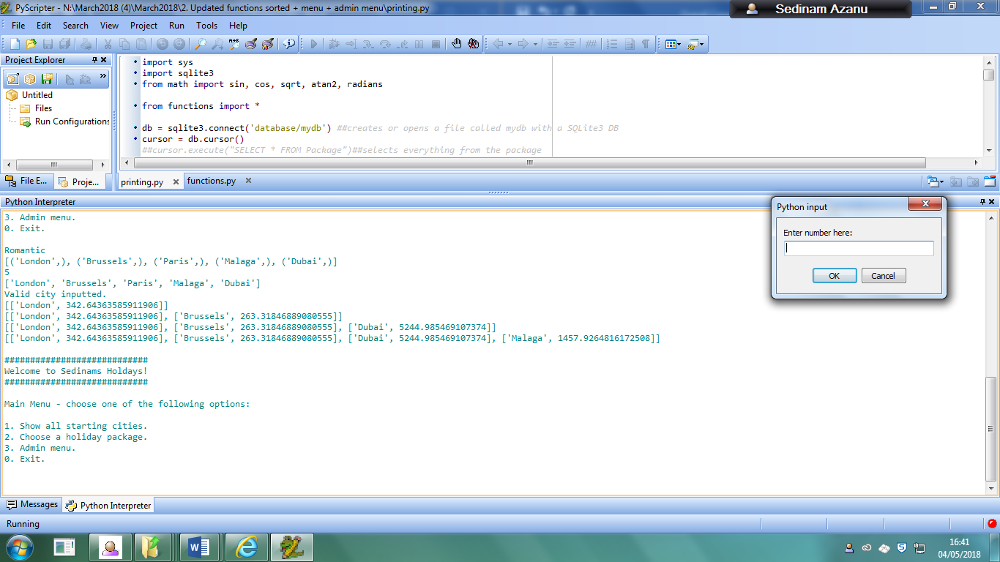 PyScripter - N:\March2018 (4)\March2018\2. Updated functions sorted + menu + admin menu\printing.py
Sedinam Azanu
File Edit Search View Project Run Tools Help
Project Explorer
Untitled
Files
Run Configurations
File E...
Proje...
import sys
import sqlite3
from math import sin, cos, sqrt, atan2, radians
from functions import *
db = sqlite3.connect('database/mydb') ##creates or opens a file called mydb with a SQLite3 DB
cursor = db.cursor()
##cursor.execute("SELECT * FROM Package")##selects everything from the package
printing.py
functions.py
Python Interpreter
3. Admin menu.
0. Exit.
Romantic
[('London',), ('Brussels',), ('Paris',), ('Malaga',), ('Dubai',)]
5
['London', 'Brussels', 'Paris', 'Malaga', 'Dubai']
Valid city inputted.
[['London', 342.64363585911906]]
[['London', 342.64363585911906], ['Brussels', 263.31846889080555]]
[['London', 342.64363585911906], ['Brussels', 263.31846889080555], ['Dubai', 5244.985469107374]]
[['London', 342.64363585911906], ['Brussels', 263.31846889080555], ['Dubai', 5244.985469107374], ['Malaga', 1457.9264816172508]]
############################
Welcome to Sedinams Holdays!
############################
Main Menu - choose one of the following options:
1. Show all starting cities.
2. Choose a holiday package.
3. Admin menu.
0. Exit.
Python input
Enter number here:
OK
Cancel
Messages
Python Interpreter
Running
16:41
04/05/2018